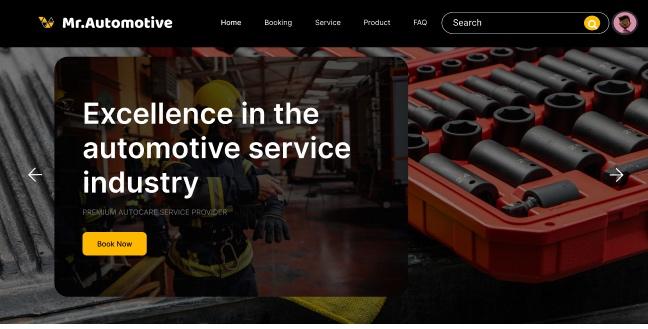 Mr.Automotive
Home
Booking
Service
Product
FAQ
Search
Excellence in the
automotive service
industry
PREMIUM AUTOCARE SERVICE PROVIDER
Book Now